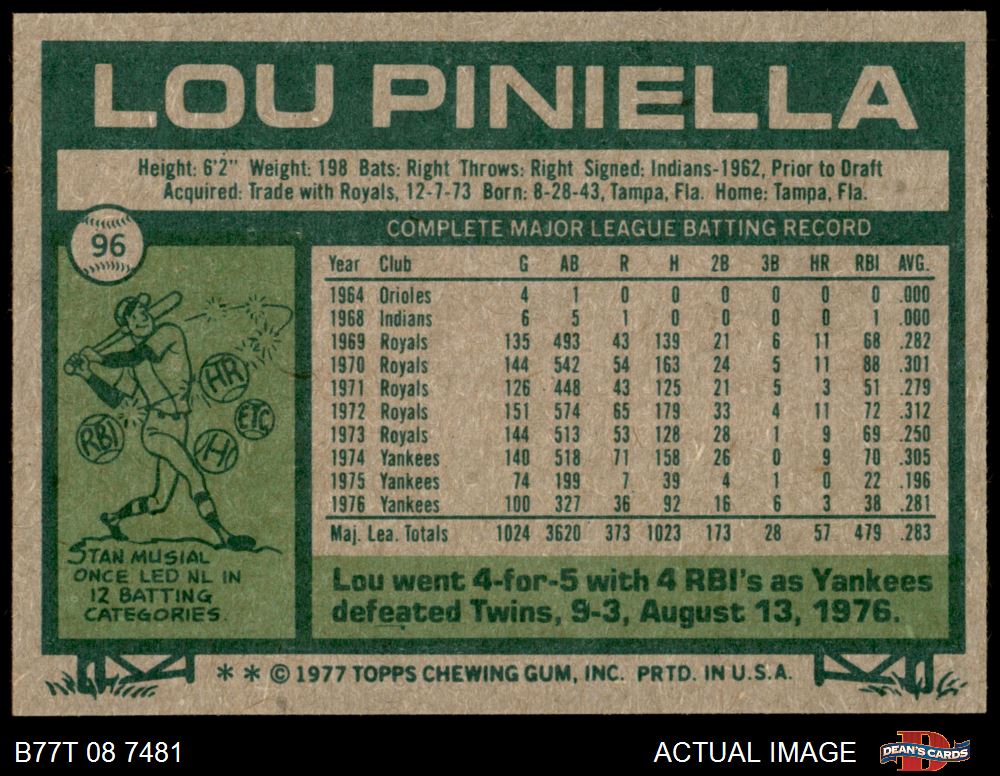 LOU PINIELLA
Height: 6'2" Weight: 198 Bats: Right Throws: Right Signed: Indians-1962, Prior to Draft
Acquired: Trade with Royals, 12-7-73 Born: 8-28-43, Tampa, Fla. Home: Tampa, Fla.
96
COMPLETE MAJOR LEAGUE BATTING RECORD
Year Club G AB R H 2B 3B HR RBI AVG.
1964 Orioles 4 1 0 0 0 0 0 0 .000
1968 Indians 6 5 1 0 0 0 0 1 .000
1969 Royals 135 493 43 139 21 6 11 68 .282
1970 Royals 144 542 54 163 24 5 11 88 .301
1971 Royals 126 448 43 125 21 5 3 51 .279
1972 Royals 151 574 65 179 33 4 11 72 .312
1973 Royals 144 513 53 128 28 1 9 69 .250
1974 Yankees 140 518 71 158 26 0 9 70 .305
1975 Yankees 74 199 7 39 4 1 0 22 .196
1976 Yankees 100 327 36 92 16 6 3 38 .281
Maj. Lea. Totals 1024 3620 373 1023 173 28 57 479 .283
HR
ETC
RBI
H
STAN MUSIAL
ONCE LED NL IN
12 BATTING
CATEGORIES.
Lou went 4-for-5 with 4 RBI's as Yankees
defeated Twins, 9-3, August 13, 1976.
* * © 1977 TOPPS CHEWING GUM, INC. PRTD. IN U.S.A.
B77T 08 7481
ACTUAL IMAGE
D
DEAN'S CARDS